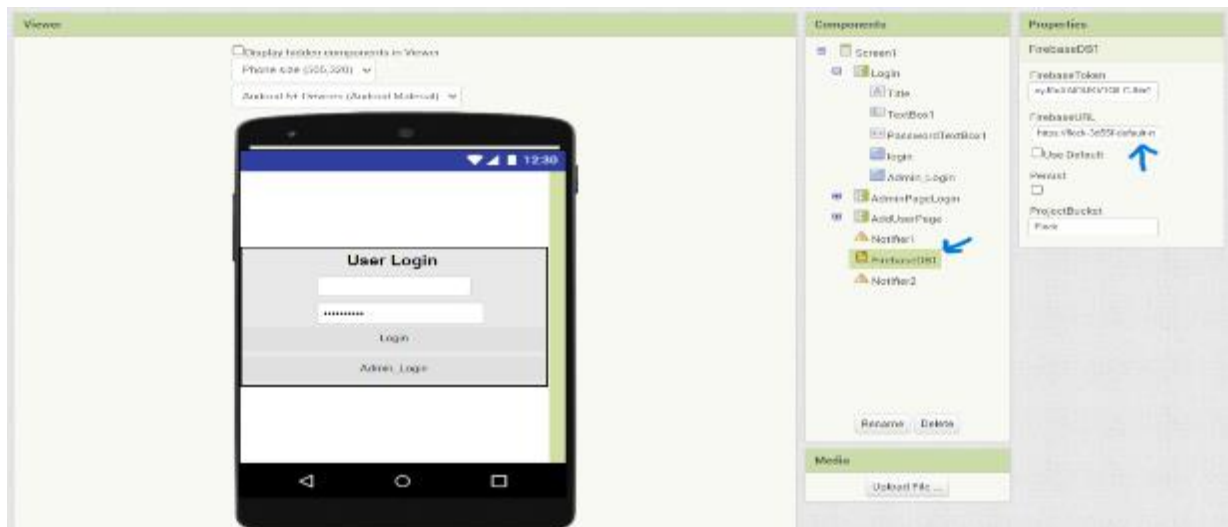 Viewer
Display hidden components in Viewer
Phone size (505,320)
Android 5+ Devices (Android Material)
12:30
User Login
••••••••••
Login
Admin_Login
Components
Screen1
Login
Title
TextBox1
PasswordTextBox1
login
Admin_Login
AdminPageLogin
AddUserPage
Notifier1
FirebaseDB1
Notifier2
Rename Delete
Media
Upload File ...
Properties
FirebaseDB1
FirebaseToken
FirebaseURL
Use Default
Persist
ProjectBucket